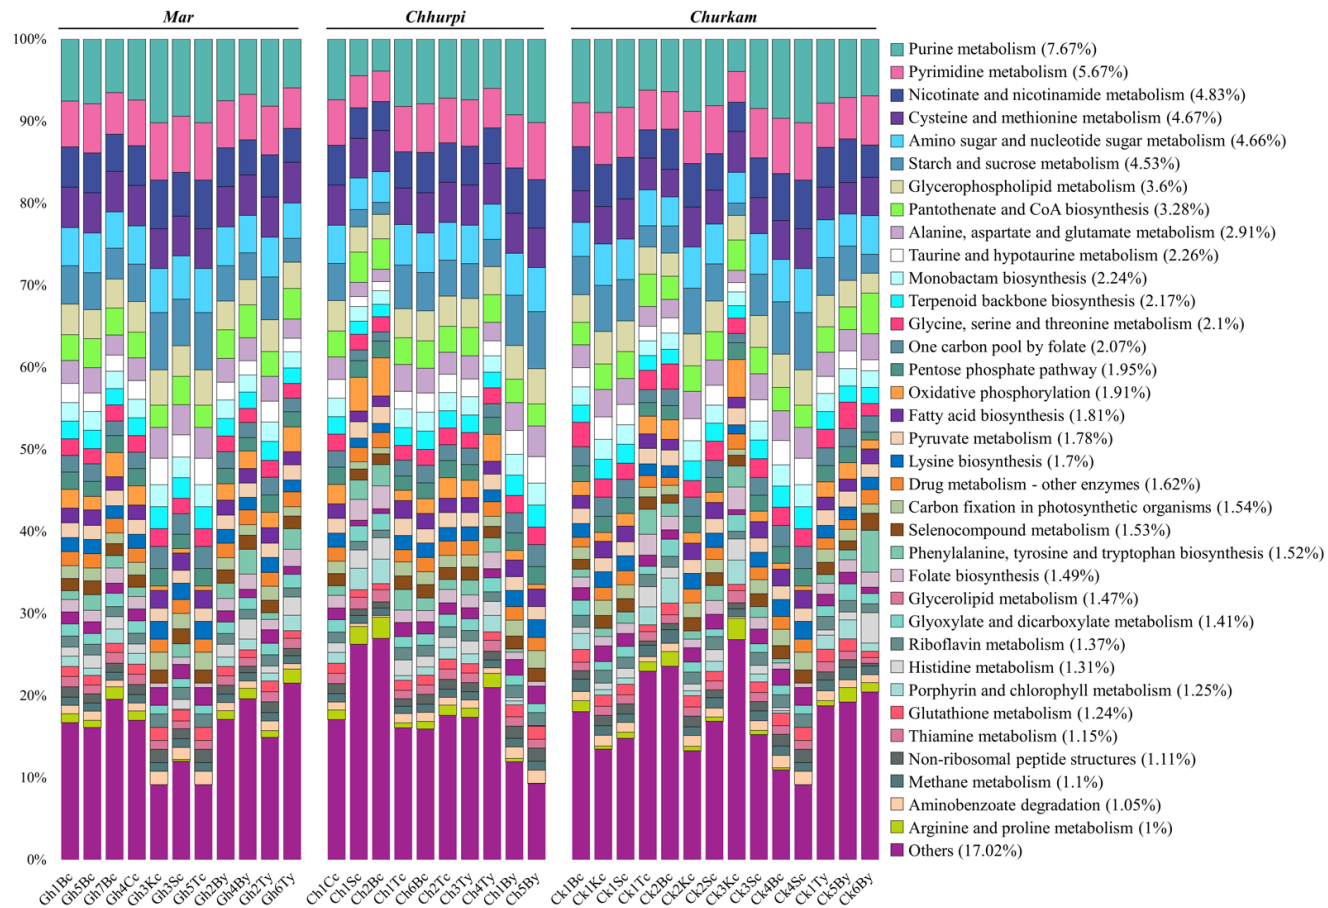 Mar
Chhurpi
Churkam
100%
90%
80%
70%
60%
50%
40%
30%
20%
10%
0%
Purine metabolism (7.67%)
Pyrimidine metabolism (5.67%)
Nicotinate and nicotinamide metabolism (4.83%)
Cysteine and methionine metabolism (4.67%)
Amino sugar and nucleotide sugar metabolism (4.66%)
Starch and sucrose metabolism (4.53%)
Glycerophospholipid metabolism (3.6%)
Pantothenate and CoA biosynthesis (3.28%)
Alanine, aspartate and glutamate metabolism (2.91%)
Taurine and hypotaurine metabolism (2.26%)
Monobactam biosynthesis (2.24%)
Terpenoid backbone biosynthesis (2.17%)
Glycine, serine and threonine metabolism (2.1%)
One carbon pool by folate (2.07%)
Pentose phosphate pathway (1.95%)
Oxidative phosphorylation (1.91%)
Fatty acid biosynthesis (1.81%)
Pyruvate metabolism (1.78%)
Lysine biosynthesis (1.7%)
Drug metabolism - other enzymes (1.62%)
Carbon fixation in photosynthetic organisms (1.54%)
Selenocompound metabolism (1.53%)
Phenylalanine, tyrosine and tryptophan biosynthesis (1.52%)
Folate biosynthesis (1.49%)
Glycerolipid metabolism (1.47%)
Glyoxylate and dicarboxylate metabolism (1.41%)
Riboflavin metabolism (1.37%)
Histidine metabolism (1.31%)
Porphyrin and chlorophyll metabolism (1.25%)
Glutathione metabolism (1.24%)
Thiamine metabolism (1.15%)
Non-ribosomal peptide structures (1.11%)
Methane metabolism (1.1%)
Aminobenzoate degradation (1.05%)
Arginine and proline metabolism (1%)
Others (17.02%)
Gh1Bc
Gh5Bc
Gh7Bc
Gh4Cc
Gh3Kc
Gh3Sc
Gh5Tc
Gh2By
Gh4By
Gh2Ty
Gh6Ty
Ch1Cc
Ch1Sc
Ch2Bc
Ch1Tc
Ch6Bc
Ch2Tc
Ch3Ty
Ch4Ty
Ch1By
Ch5By
Ck1Bc
Ck1Kc
Ck1Sc
Ck1Tc
Ck2Bc
Ck2Kc
Ck2Sc
Ck3Kc
Ck3Sc
Ck4Bc
Ck4Sc
Ck1Ty
Ck5By
Ck6By